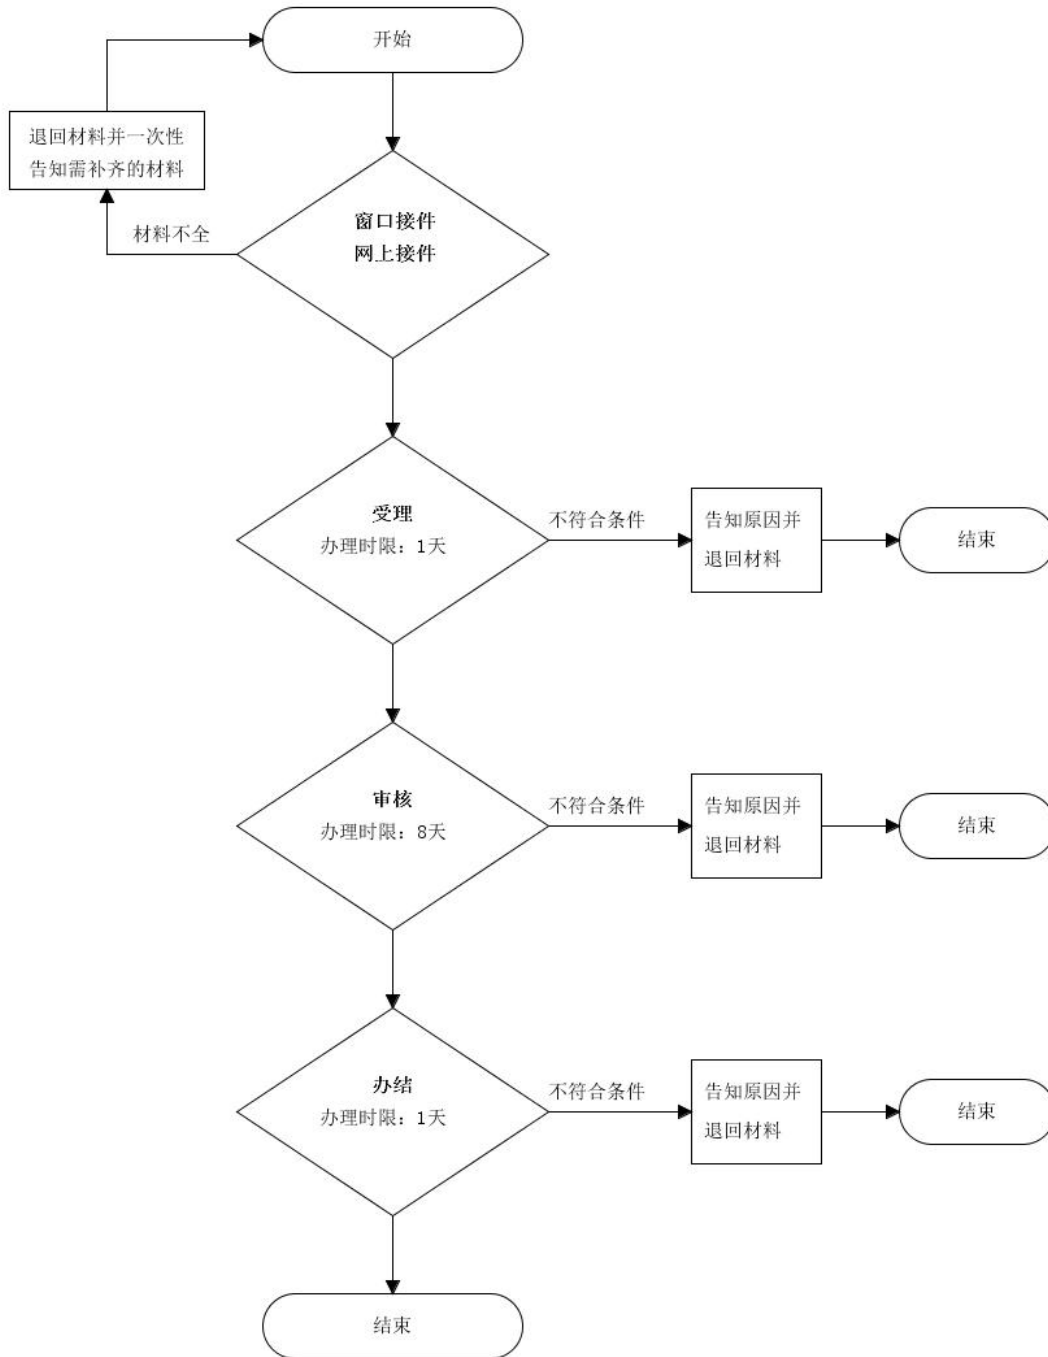 开始
退回材料并一次性
告知需补齐的材料
窗口接件
网上接件
材料不全
受理
办理时限：1天
不符合条件
告知原因并
退回材料
结束
审核
办理时限：8天
不符合条件
告知原因并
退回材料
结束
办结
办理时限：1天
不符合条件
告知原因并
退回材料
结束
结束